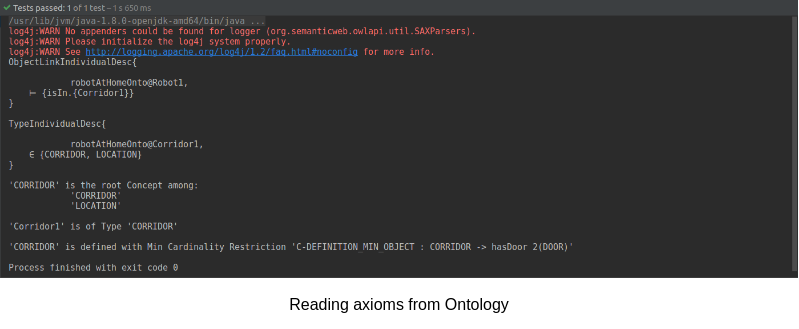 Tests passed: 1 of 1 test – 1 s 650 ms
/usr/lib/jvm/java-1.8.0-openjdk-amd64/bin/java ...
log4j:WARN No appenders could be found for logger (org.semanticweb.owlapi.util.SAXParsers).
log4j:WARN Please initialize the log4j system properly.
log4j:WARN See http://logging.apache.org/log4j/1.2/faq.html#noconfig for more info.
ObjectLinkIndividualDesc{
robotAtHomeOnto@Robot1,
⊨ {isIn.{Corridor1}}
}
TypeIndividualDesc{
robotAtHomeOnto@Corridor1,
∈ {CORRIDOR, LOCATION}
}
'CORRIDOR' is the root Concept among:
'CORRIDOR'
'LOCATION'
'Corridor1' is of Type 'CORRIDOR'
'CORRIDOR' is defined with Min Cardinality Restriction 'C-DEFINITION_MIN_OBJECT : CORRIDOR -> hasDoor 2(DOOR)'
Process finished with exit code 0
Reading axioms from Ontology